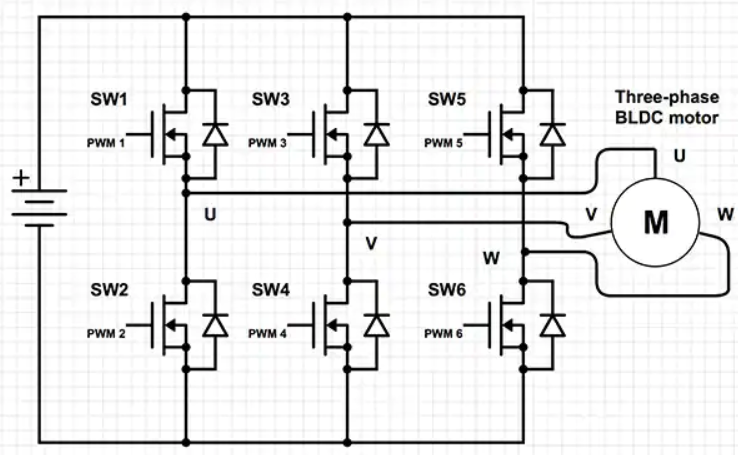 SW1
SW3
SW5
Three-phase
BLDC motor
PWM 1
PWM 3
PWM 5
U
+
U
V
M
W
V
W
SW2
SW4
SW6
PWM 2
PWM 4
PWM 6